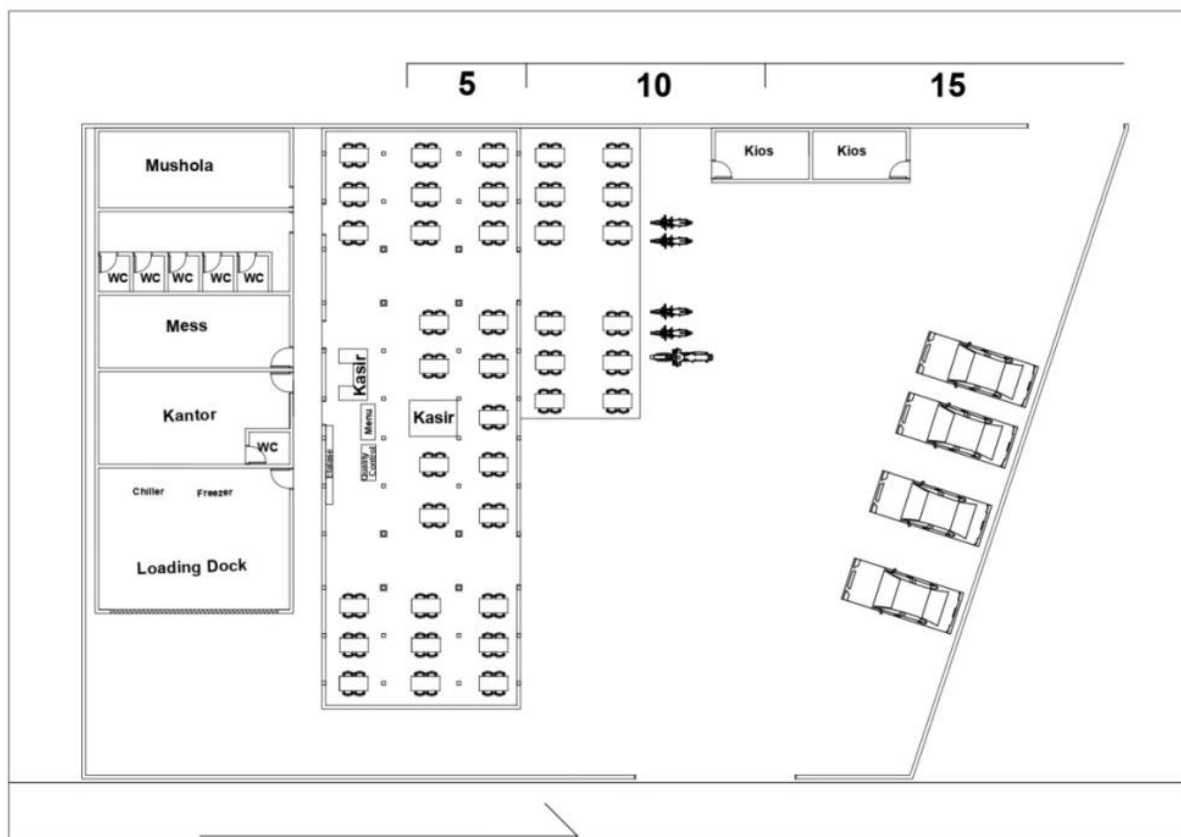 5
10
15
Mushola
Kios
Kios
WC
WC
WC
WC
WC
Mess
Kasir
Kantor
Menu
Kasir
WC
Etalase
Quality
Control
Chiller
Freezer
Loading Dock